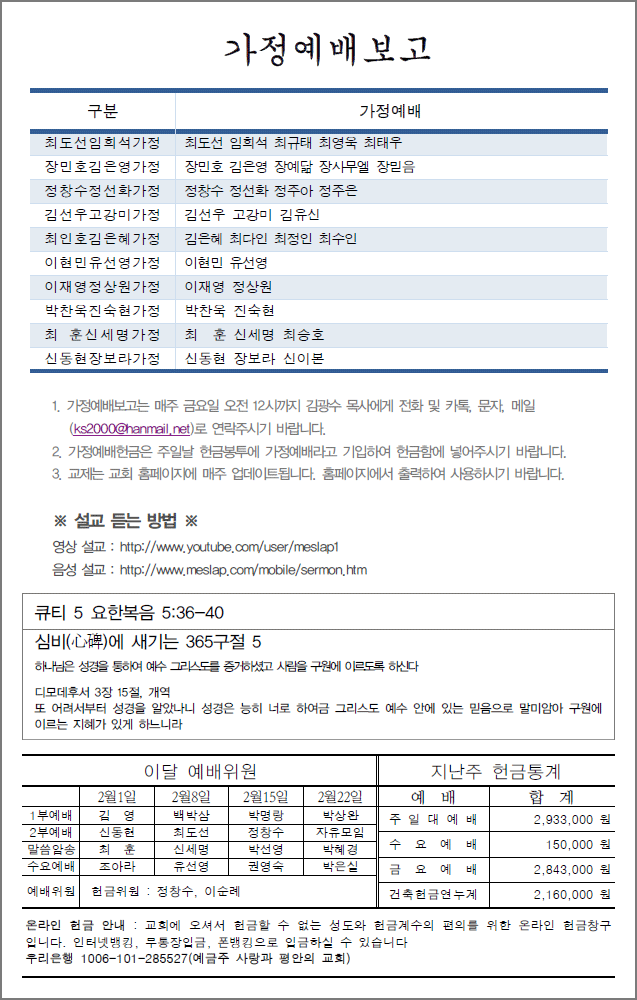 가정예배보고
구분 가정예배
최도선임희석가정 최도선 임희석 최규태 최영욱 최태우
장민호김은영가정 장민호 김은영 장예닮 장사무엘 장믿음
정창수정선화가정 정창수 정선화 정주아 정주은
김선우고강미가정 김선우 고강미 김유신
최인호김은혜가정 김은혜 최다인 최정인 최수인
이현민유선영가정 이현민 유선영
이재영정상원가정 이재영 정상원
박찬욱진숙현가정 박찬욱 진숙현
최 훈신세명가정 최 훈 신세명 최승호
신동현장보라가정 신동현 장보라 신이본
1. 가정예배보고는 매주 금요일 오전 12시까지 김광수 목사에게 전화 및 카톡, 문자, 메일
(ks2000@hanmail.net)로 연락주시기 바랍니다.
2. 가정예배헌금은 주일날 헌금봉투에 가정예배라고 기입하여 헌금함에 넣어주시기 바랍니다.
3. 교제는 교회 홈페이지에 매주 업데이트됩니다. 홈페이지에서 출력하여 사용하시기 바랍니다.
※ 설교 듣는 방법 ※
영상 설교 : http://www.youtube.com/user/meslap1
음성 설교 : http://www.meslap.com/mobile/sermon.htm
큐티 5 요한복음 5:36-40
심비(心碑)에 새기는 365구절 5
하나님은 성경을 통하여 예수 그리스도를 증거하셨고 사람을 구원에 이르도록 하신다
디모데후서 3장 15절, 개역
또 어려서부터 성경을 알았나니 성경은 능히 너로 하여금 그리스도 예수 안에 있는 믿음으로 말미암아 구원에
이르는 지혜가 있게 하느니라
이달 예배위원
2월1일 2월8일 2월15일 2월22일
1부예배 김 영 백박삼 박명랑 박상완
2부예배 신동현 최도선 정창수 자유모임
말씀암송 최 훈 신세명 박선영 박혜경
수요예배 조아라 유선영 권영숙 박은실
예배위원 헌금위원 : 정창수, 이순례
지난주 헌금통계
예 배 합 계
주일대예배 2,933,000 원
수 요 예 배 150,000 원
금 요 예 배 2,843,000 원
건축헌금연누계 2,160,000 원
온라인 헌금 안내 : 교회에 오셔서 헌금할 수 없는 성도와 헌금계수의 편의를 위한 온라인 헌금창구
입니다. 인터넷뱅킹, 무통장입금, 폰뱅킹으로 입금하실 수 있습니다
우리은행 1006-101-285527(예금주 사랑과 평안의 교회)